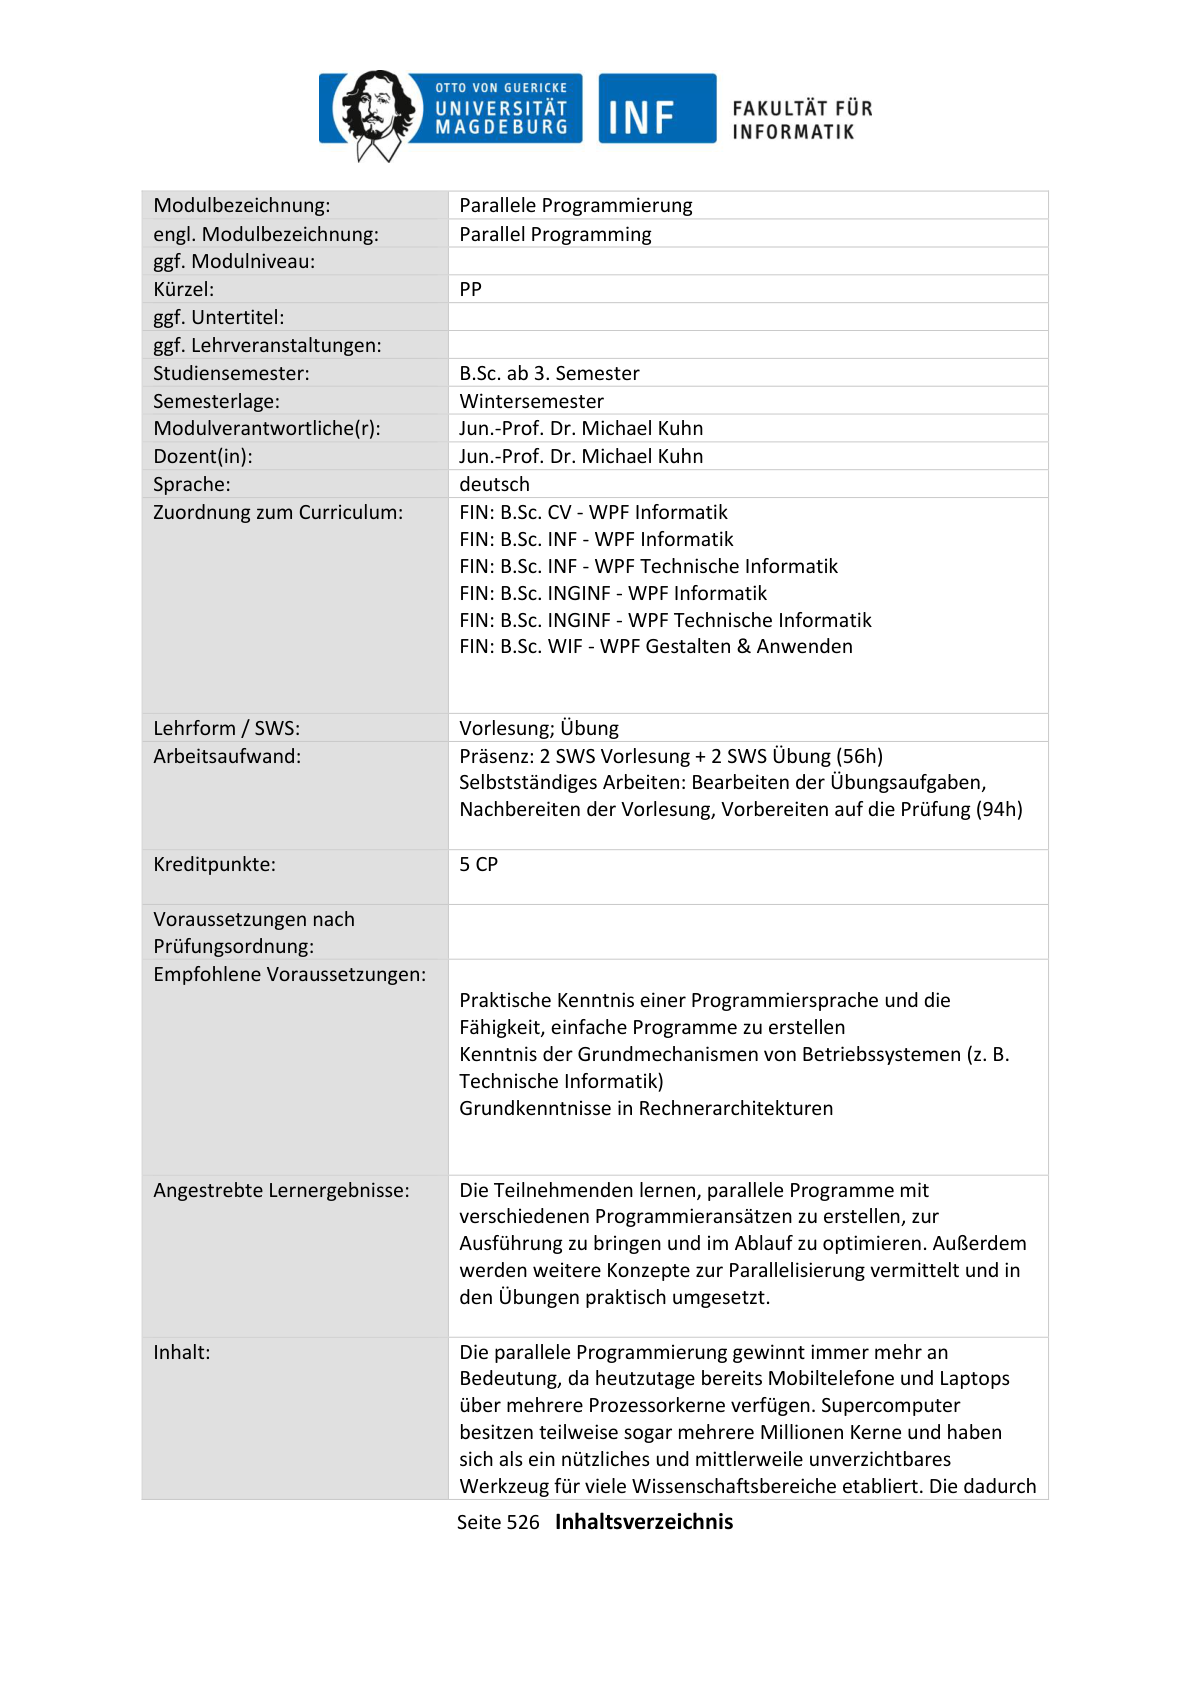 OTTO VON GUERICKE
UNIVERSITÄT
MAGDEBURG
INF
FAKULTÄT FÜR
INFORMATIK
Modulbezeichnung: Parallele Programmierung
engl. Modulbezeichnung: Parallel Programming
ggf. Modulniveau:
Kürzel: PP
ggf. Untertitel:
ggf. Lehrveranstaltungen:
Studiensemester: B.Sc. ab 3. Semester
Semesterlage: Wintersemester
Modulverantwortliche(r): Jun.-Prof. Dr. Michael Kuhn
Dozent(in): Jun.-Prof. Dr. Michael Kuhn
Sprache: deutsch
Zuordnung zum Curriculum: FIN: B.Sc. CV - WPF Informatik
FIN: B.Sc. INF - WPF Informatik
FIN: B.Sc. INF - WPF Technische Informatik
FIN: B.Sc. INGINF - WPF Informatik
FIN: B.Sc. INGINF - WPF Technische Informatik
FIN: B.Sc. WIF - WPF Gestalten & Anwenden
Lehrform / SWS: Vorlesung; Übung
Arbeitsaufwand: Präsenz: 2 SWS Vorlesung + 2 SWS Übung (56h)
Selbstständiges Arbeiten: Bearbeiten der Übungsaufgaben,
Nachbereiten der Vorlesung, Vorbereiten auf die Prüfung (94h)
Kreditpunkte: 5 CP
Voraussetzungen nach
Prüfungsordnung:
Empfohlene Voraussetzungen:
Praktische Kenntnis einer Programmiersprache und die
Fähigkeit, einfache Programme zu erstellen
Kenntnis der Grundmechanismen von Betriebssystemen (z. B.
Technische Informatik)
Grundkenntnisse in Rechnerarchitekturen
Angestrebte Lernergebnisse: Die Teilnehmenden lernen, parallele Programme mit
verschiedenen Programmieransätzen zu erstellen, zur
Ausführung zu bringen und im Ablauf zu optimieren. Außerdem
werden weitere Konzepte zur Parallelisierung vermittelt und in
den Übungen praktisch umgesetzt.
Inhalt: Die parallele Programmierung gewinnt immer mehr an
Bedeutung, da heutzutage bereits Mobiltelefone und Laptops
über mehrere Prozessorkerne verfügen. Supercomputer
besitzen teilweise sogar mehrere Millionen Kerne und haben
sich als ein nützliches und mittlerweile unverzichtbares
Werkzeug für viele Wissenschaftsbereiche etabliert. Die dadurch
Seite 526 Inhaltsverzeichnis